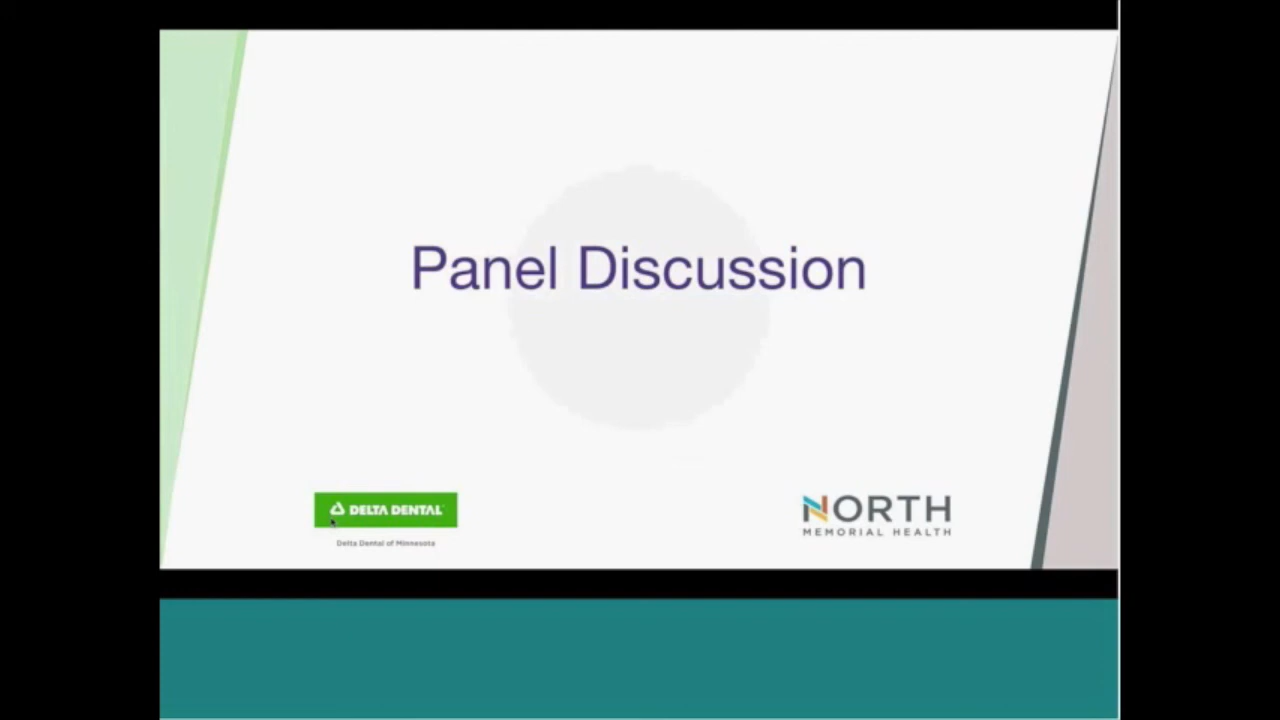 Panel Discussion
DELTA DENTAL
Delta Dental of Minnesota
NORTH
MEMORIAL HEALTH